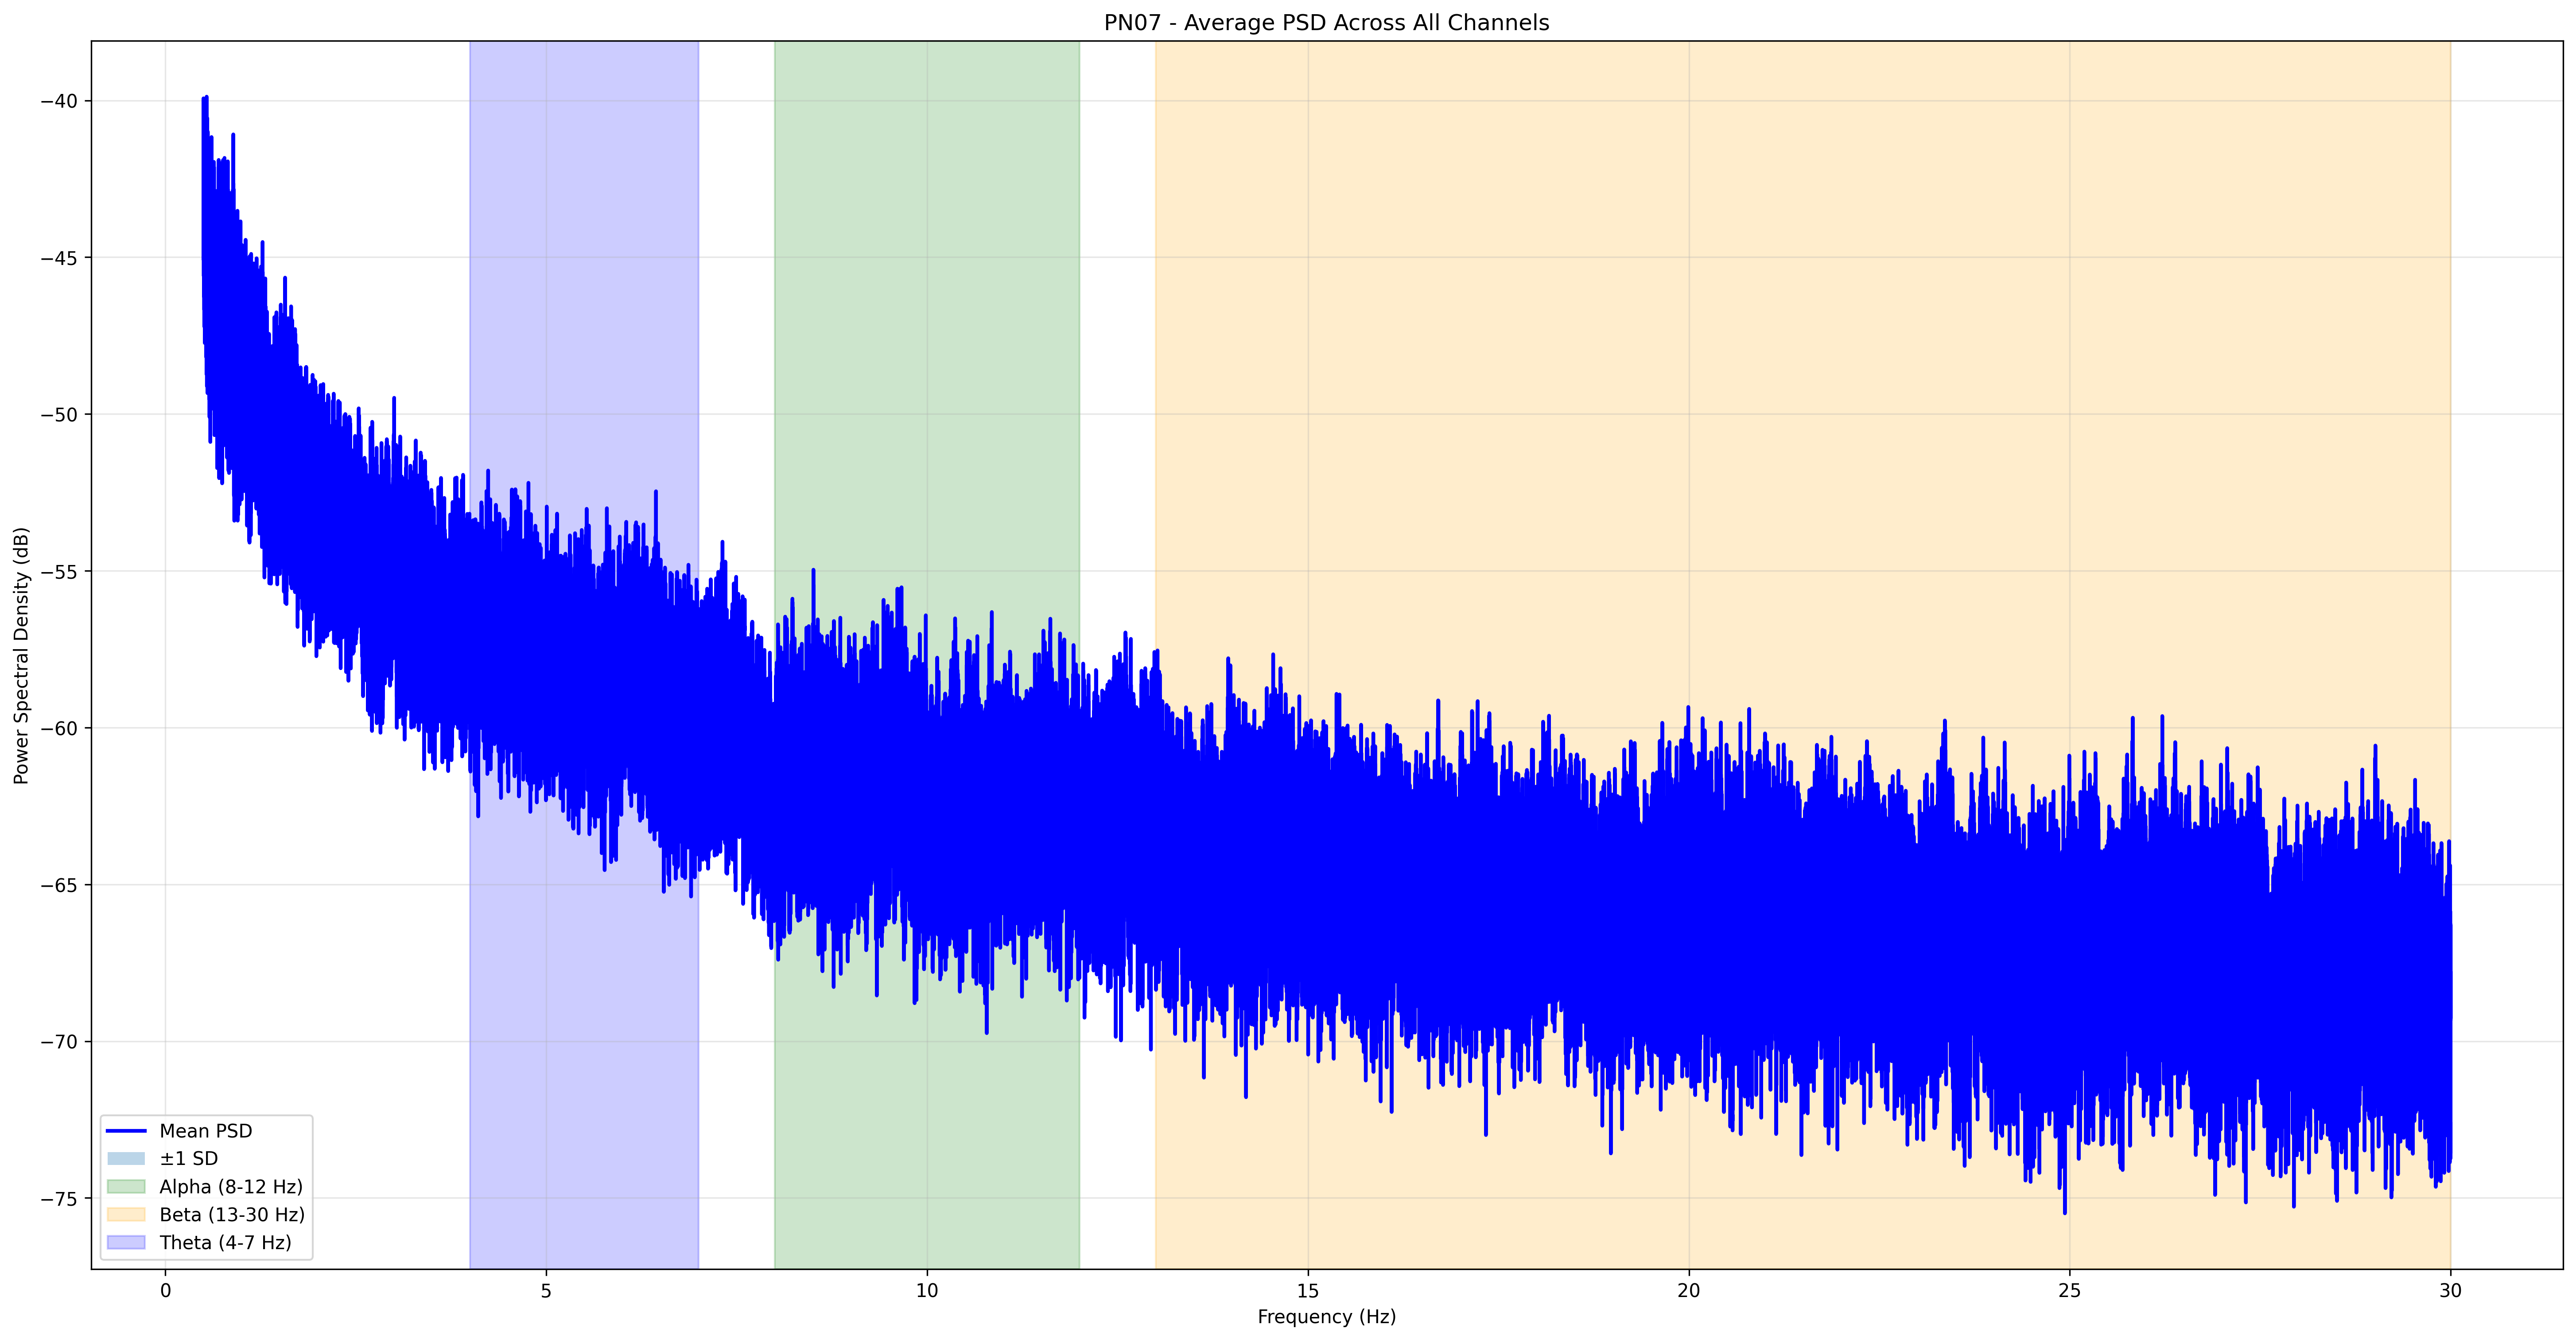 PN07 - Average PSD Across All Channels
Power Spectral Density (dB)
−40
−45
−50
−55
−60
−65
−70
−75
Mean PSD
±1 SD
Alpha (8-12 Hz)
Beta (13-30 Hz)
Theta (4-7 Hz)
0 5 10 15 20 25 30
Frequency (Hz)